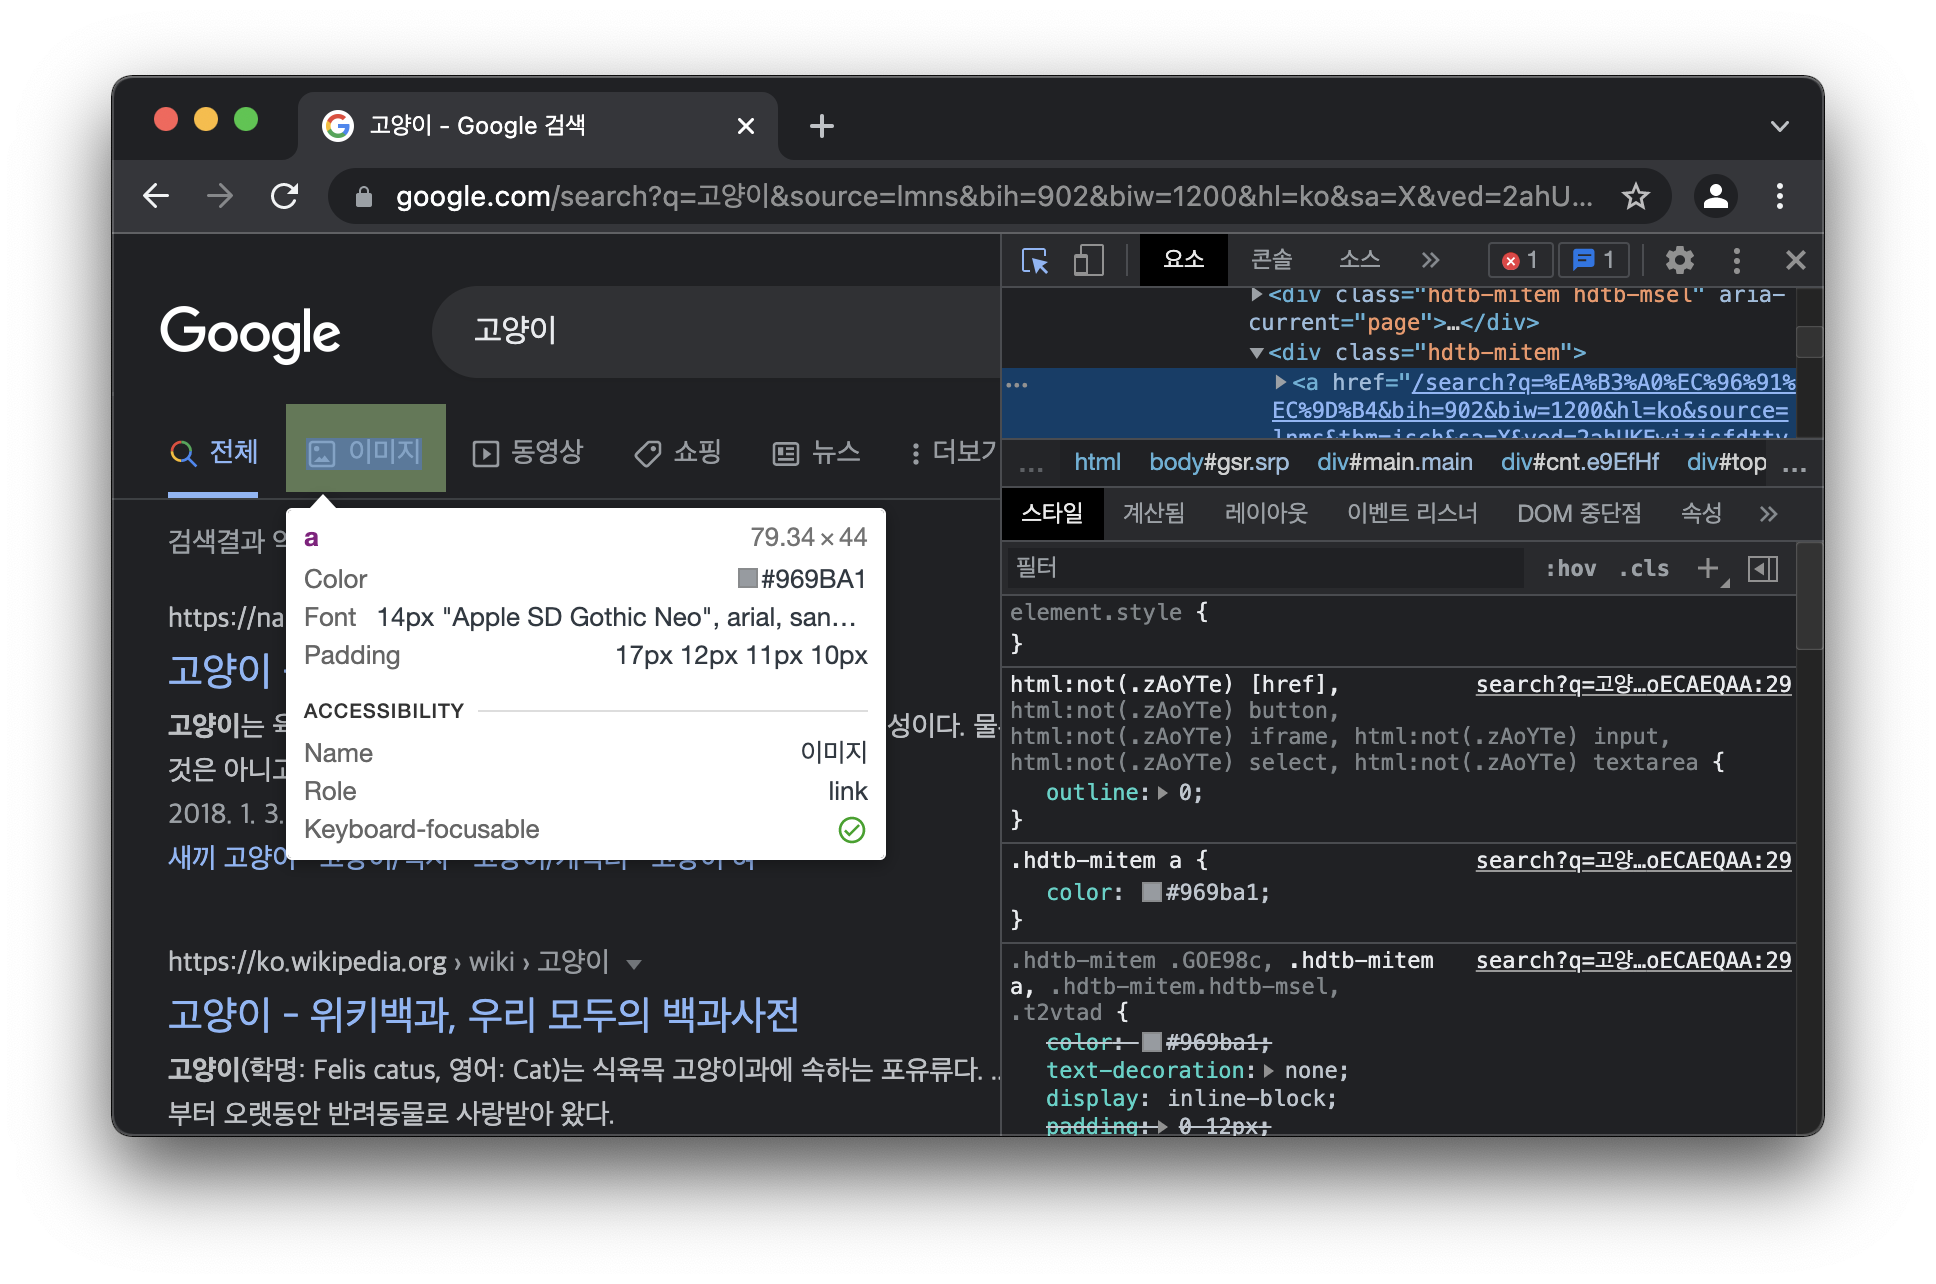 고양이 - Google 검색
google.com/search?q=고양이&source=lmns&bih=902&biw=1200&hl=ko&sa=X&ved=2ahU...
Google
고양이
전체
이미지
동영상
쇼핑
뉴스
더보기
검색결과
https://na
고양이
고양이는
성이다. 물
것은 아니고
2018. 1. 3.
새끼 고양이
a 79.34 × 44
Color #969BA1
Font 14px "Apple SD Gothic Neo", arial, san…
Padding 17px 12px 11px 10px
ACCESSIBILITY
Name 이미지
Role link
Keyboard-focusable
https://ko.wikipedia.org › wiki › 고양이
고양이 - 위키백과, 우리 모두의 백과사전
고양이(학명: Felis catus, 영어: Cat)는 식육목 고양이과에 속하는 포유류다. ..
부터 오랫동안 반려동물로 사랑받아 왔다.
요소 콘솔 소스 » 1 1
<div class="hdtb-mitem hdtb-msel" aria-
current="page">…</div>
<div class="hdtb-mitem">
… <a href="/search?q=%EA%B3%A0%EC%96%91%
EC%9D%B4&bih=902&biw=1200&hl=ko&source=
lnms&tbm=isch&sa=X&ved=2ahUKEwizisfdttv
… html body#gsr.srp div#main.main div#cnt.e9EfHf div#top …
스타일 계산됨 레이아웃 이벤트 리스너 DOM 중단점 속성 »
필터 :hov .cls
element.style {
}
html:not(.zAoYTe) [href], search?q=고양…oECAEQAA:29
html:not(.zAoYTe) button,
html:not(.zAoYTe) iframe, html:not(.zAoYTe) input,
html:not(.zAoYTe) select, html:not(.zAoYTe) textarea {
outline: 0;
}
.hdtb-mitem a { search?q=고양…oECAEQAA:29
color: #969ba1;
}
.hdtb-mitem .GOE98c, .hdtb-mitem search?q=고양…oECAEQAA:29
a, .hdtb-mitem.hdtb-msel,
.t2vtad {
color: #969ba1;
text-decoration: none;
display: inline-block;
padding: 0 12px;